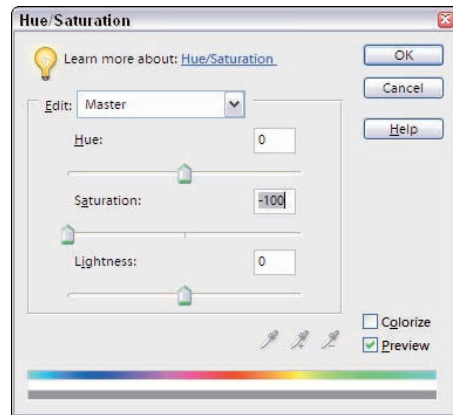 Hue/Saturation
Learn more about: Hue/Saturation
OK
Cancel
Help
Edit: Master
Hue: 0
Saturation: -100
Lightness: 0
Colorize
Preview